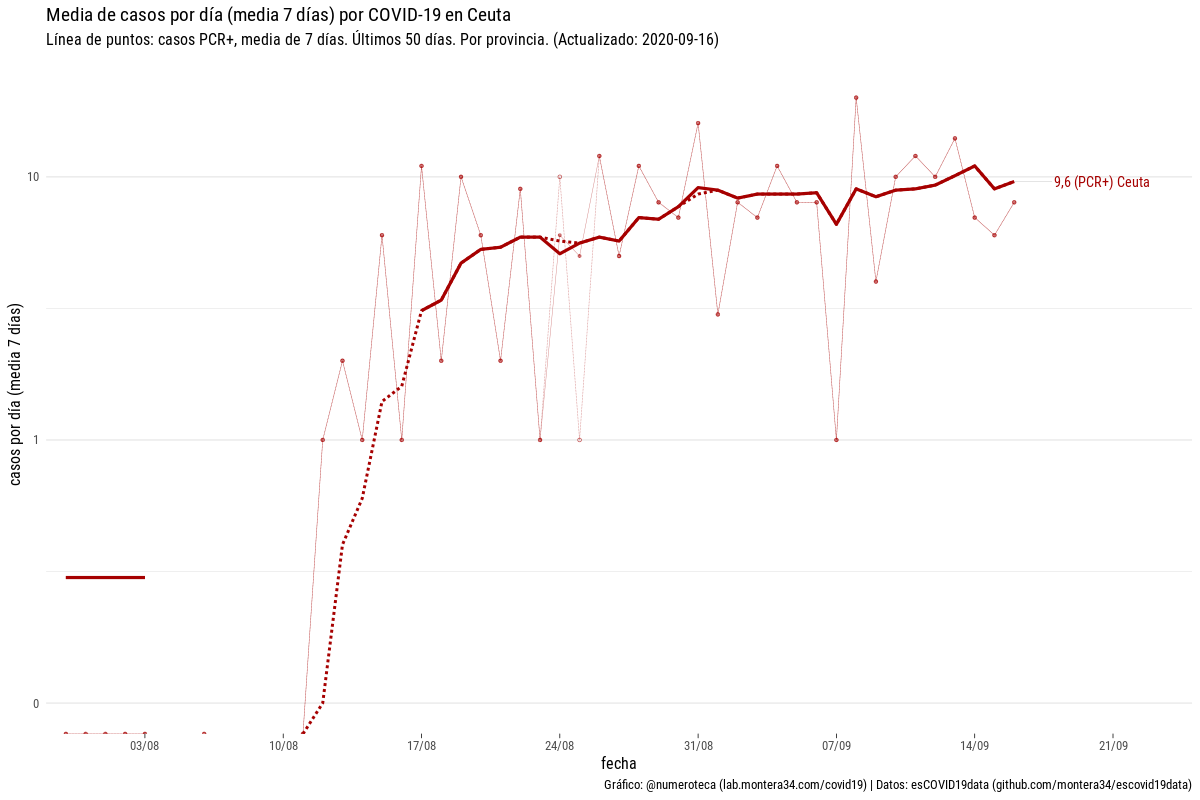 Media de casos por día (media 7 días) por COVID-19 en Ceuta
Línea de puntos: casos PCR+, media de 7 días. Últimos 50 días. Por provincia. (Actualizado: 2020-09-16)
casos por día (media 7 días)
10
1
0
9,6 (PCR+) Ceuta
03/08
10/08
17/08
24/08
31/08
07/09
14/09
21/09
fecha
Gráfico: @numeroteca (lab.montera34.com/covid19) | Datos: esCOVID19data (github.com/montera34/escovid19data)